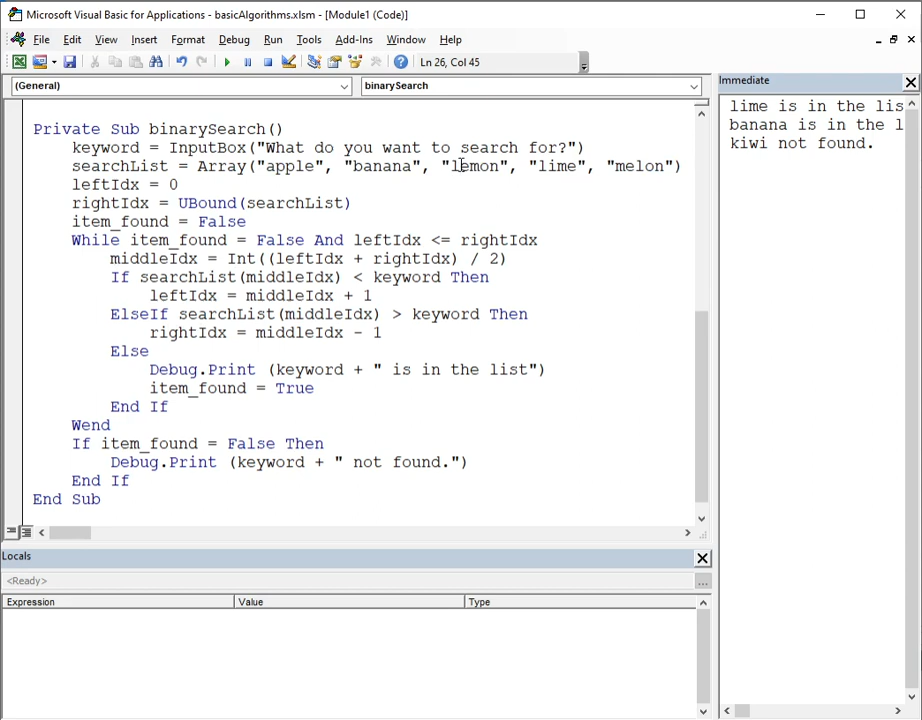 Microsoft Visual Basic for Applications - basicAlgorithms.xlsm - [Module1 (Code)]
File Edit View Insert Format Debug Run Tools Add-Ins Window Help
Ln 26, Col 45
(General) binarySearch
Private Sub binarySearch()
keyword = InputBox("What do you want to search for?")
searchList = Array("apple", "banana", "lemon", "lime", "melon")
leftIdx = 0
rightIdx = UBound(searchList)
item_found = False
While item_found = False And leftIdx <= rightIdx
middleIdx = Int((leftIdx + rightIdx) / 2)
If searchList(middleIdx) < keyword Then
leftIdx = middleIdx + 1
ElseIf searchList(middleIdx) > keyword Then
rightIdx = middleIdx - 1
Else
Debug.Print (keyword + " is in the list")
item_found = True
End If
Wend
If item_found = False Then
Debug.Print (keyword + " not found.")
End If
End Sub
Immediate
lime is in the lis
banana is in the l
kiwi not found.
Locals
<Ready>
Expression Value Type